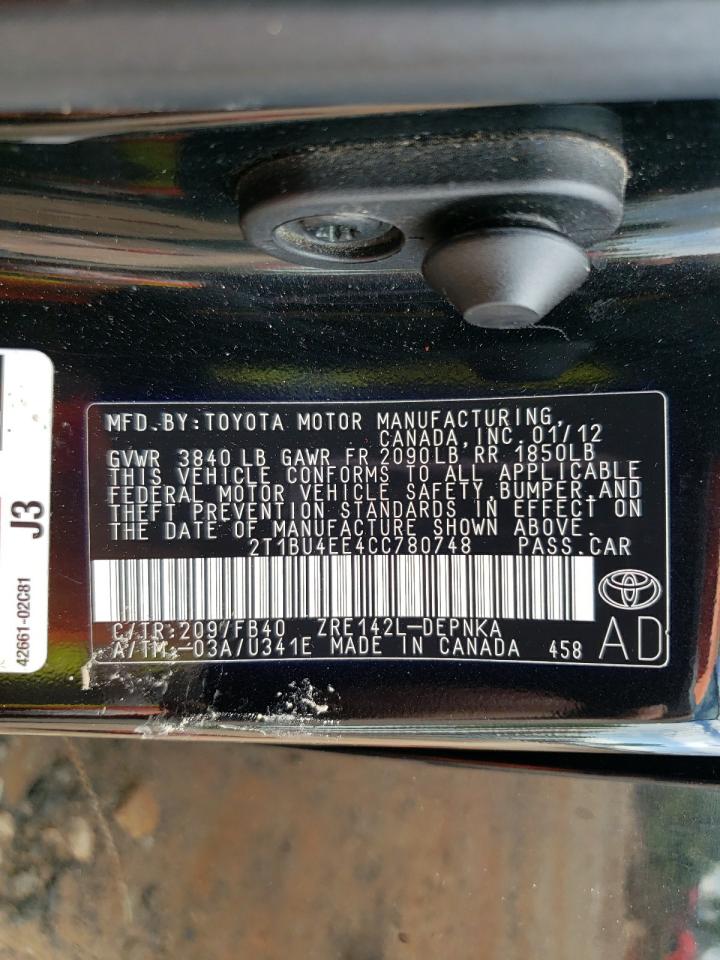 MFD.BY:TOYOTA MOTOR MANUFACTURING,
CANADA,INC.01/12
GVWR 3840 LB GAWR FR 2090LB RR 1850LB
THIS VEHICLE CONFORMS TO ALL APPLICABLE
FEDERAL MOTOR VEHICLE SAFETY,BUMPER,AND
THEFT PREVENTION STANDARDS IN EFFECT ON
THE DATE OF MANUFACTURE SHOWN ABOVE.
2T1BU4EE4CC780748 PASS.CAR
C/TR:209/FB40 ZRE142L-DEPNKA
A/TM:-03A/U341E MADE IN CANADA 458
AD
J3
42661-02C81